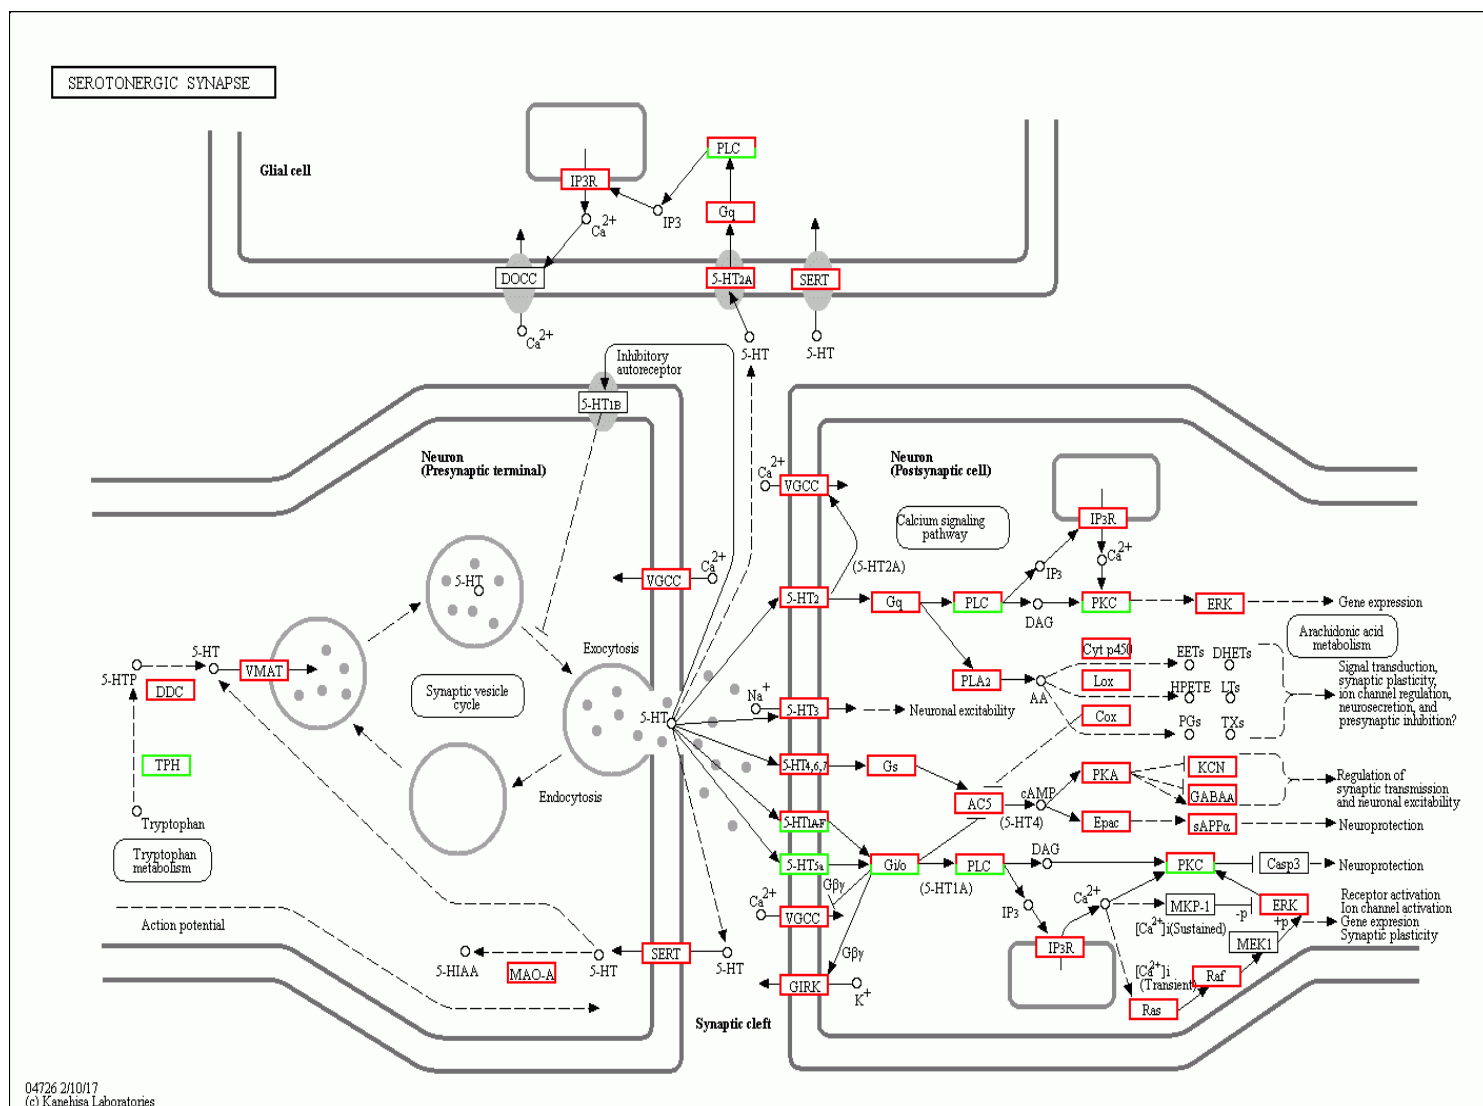 SEROTONERGIC SYNAPSE
Glial cell
PLC
IP3R
Gq
IP3
Ca2+
DOCC
5-HT2A
SERT
Ca2+
5-HT
5-HT
Inhibitory
autoreceptor
5-HT1B
Neuron
(Presynaptic terminal)
Neuron
(Postsynaptic cell)
Ca2+
VGCC
Calcium signaling
pathway
IP3R
Ca2+
IP3
(5-HT2A)
5-HT
VGCC
Ca2+
5-HT2
Gq
PLC
DAG
PKC
ERK
Gene expression
Arachidonic acid
metabolism
Exocytosis
5-HT
5-HTP
DDC
VMAT
Synaptic vesicle
cycle
5-HT
Na+
5-HT3
Neuronal excitability
PLA2
AA
Cyt p450
Lox
Cox
EETs
DHETs
HPETE
LTs
PGs
TXs
Signal transduction,
synaptic plasticity,
ion channel regulation,
neurosecretion, and
presynaptic inhibition?
TPH
Endocytosis
5-HT4,6,7
Gs
AC5
cAMP
(5-HT4)
PKA
KCN
GABAA
Regulation of
synaptic transmission
and neuronal excitability
Epac
sAPPα
Neuroprotection
Tryptophan
Tryptophan
metabolism
5-HT1AF
5-HT5a
Gi/o
Gβγ
(5-HT1A)
PLC
DAG
PKC
Casp3
Neuroprotection
IP3
Ca2+
MKP-1
-p
ERK
+p
[Ca2+]i(Sustained)
MEK1
Receptor activation
Ion channel activation
Gene expresion
Synaptic plasticity
Action potential
Ca2+
VGCC
Gβγ
IP3R
[Ca2+]i
(Transient)
Raf
Ras
5-HIAA
MAO-A
5-HT
SERT
5-HT
GIRK
K+
Synaptic cleft
04726 2/10/17
(c) Kanehisa Laboratories